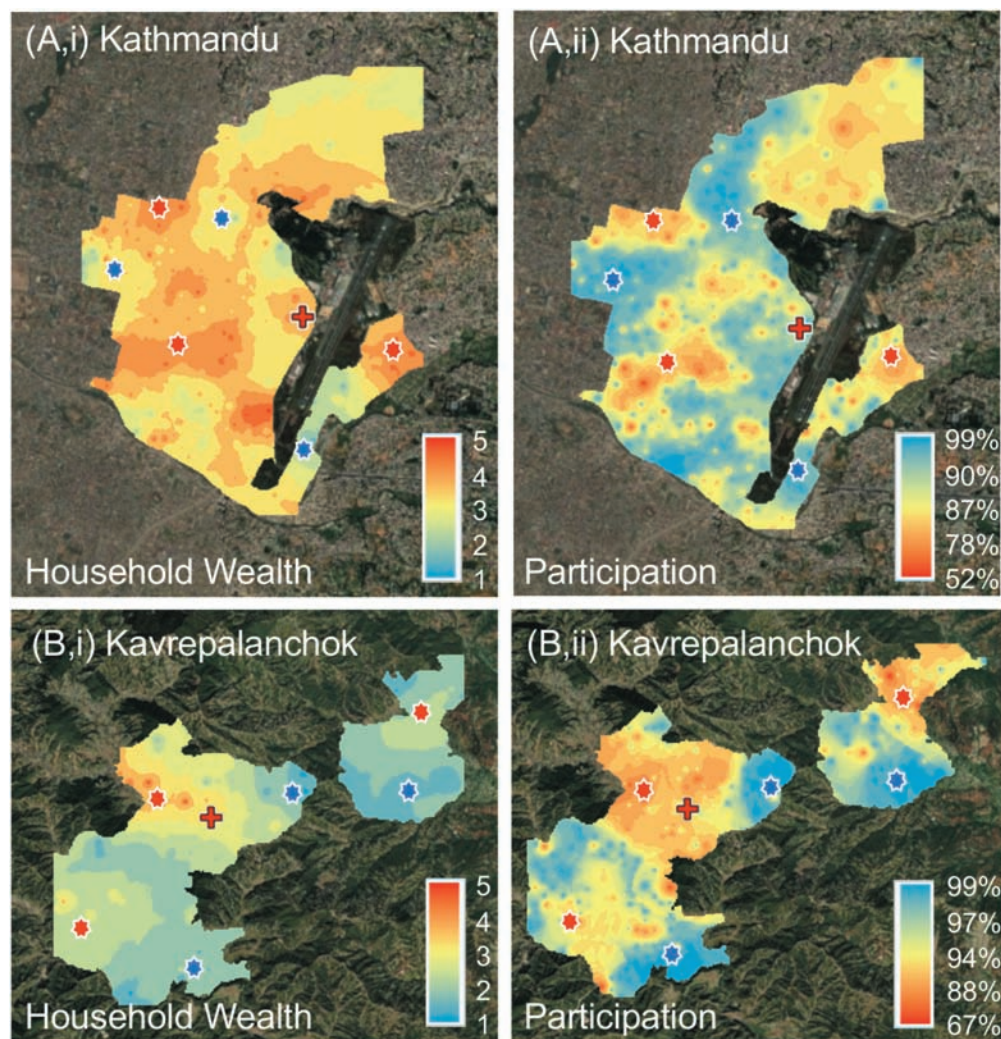 (A,i) Kathmandu
5
4
3
2
1
Household Wealth
(A,ii) Kathmandu
99%
90%
87%
78%
52%
Participation
(B,i) Kavrepalanchok
5
4
3
2
1
Household Wealth
(B,ii) Kavrepalanchok
99%
97%
94%
88%
67%
Participation